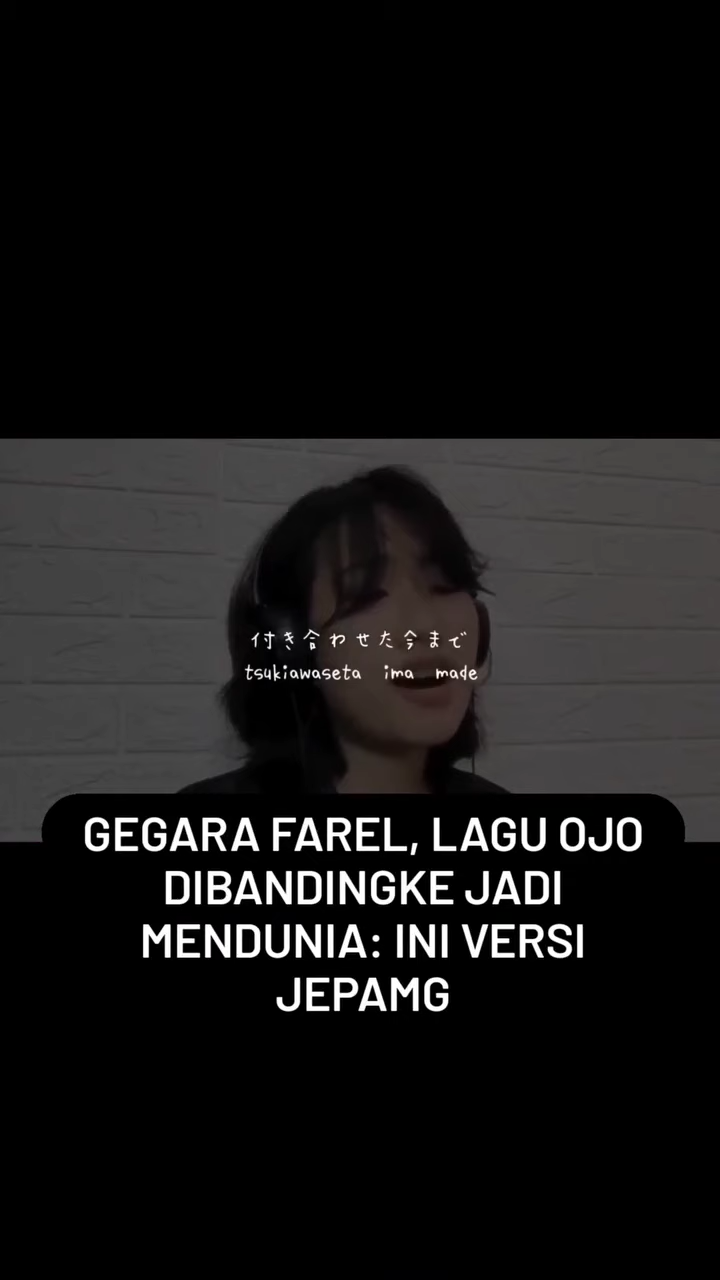 付き合わせた今まで
tsukiawaseta ima made
GEGARA FAREL, LAGU OJO
DIBANDINGKE JADI
MENDUNIA: INI VERSI
JEPAMG